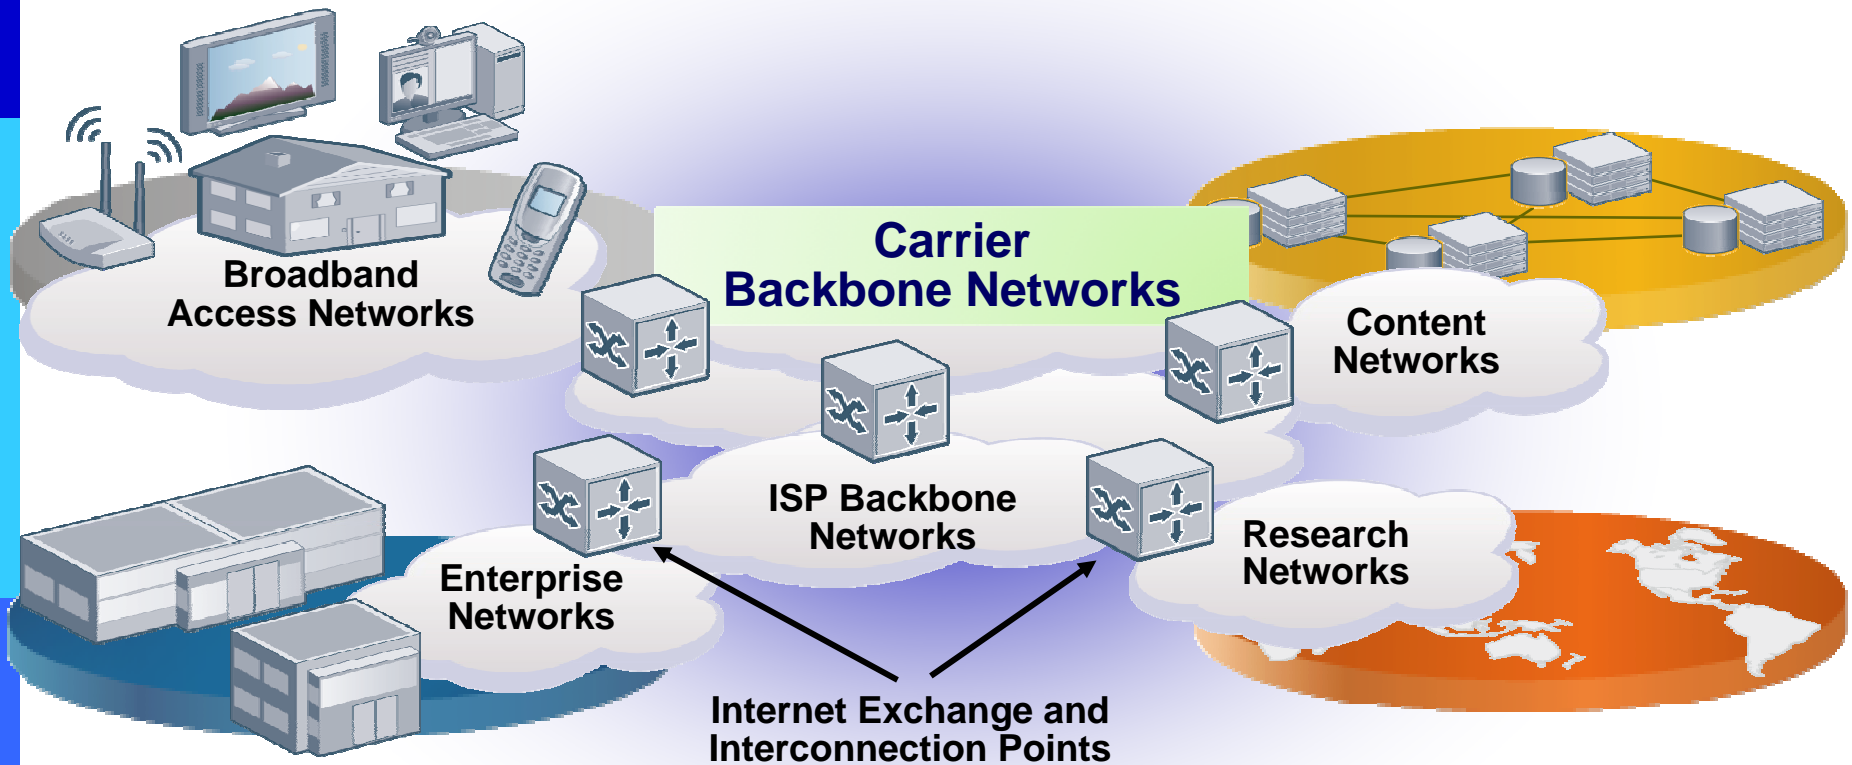 Carrier
Backbone Networks
Broadband
Access Networks
Content
Networks
ISP Backbone
Networks
Research
Networks
Enterprise
Networks
Internet Exchange and
Interconnection Points